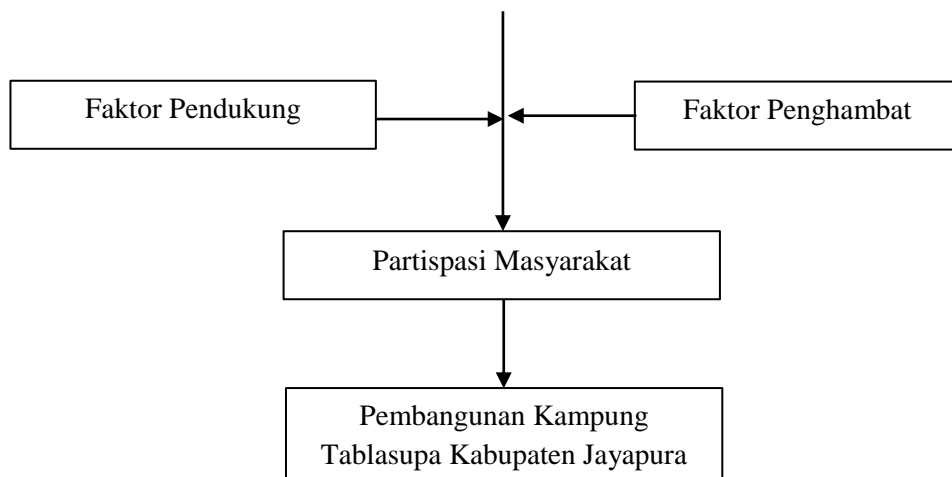 Faktor Pendukung
Faktor Penghambat
Partispasi Masyarakat
Pembangunan Kampung
Tablasupa Kabupaten Jayapura